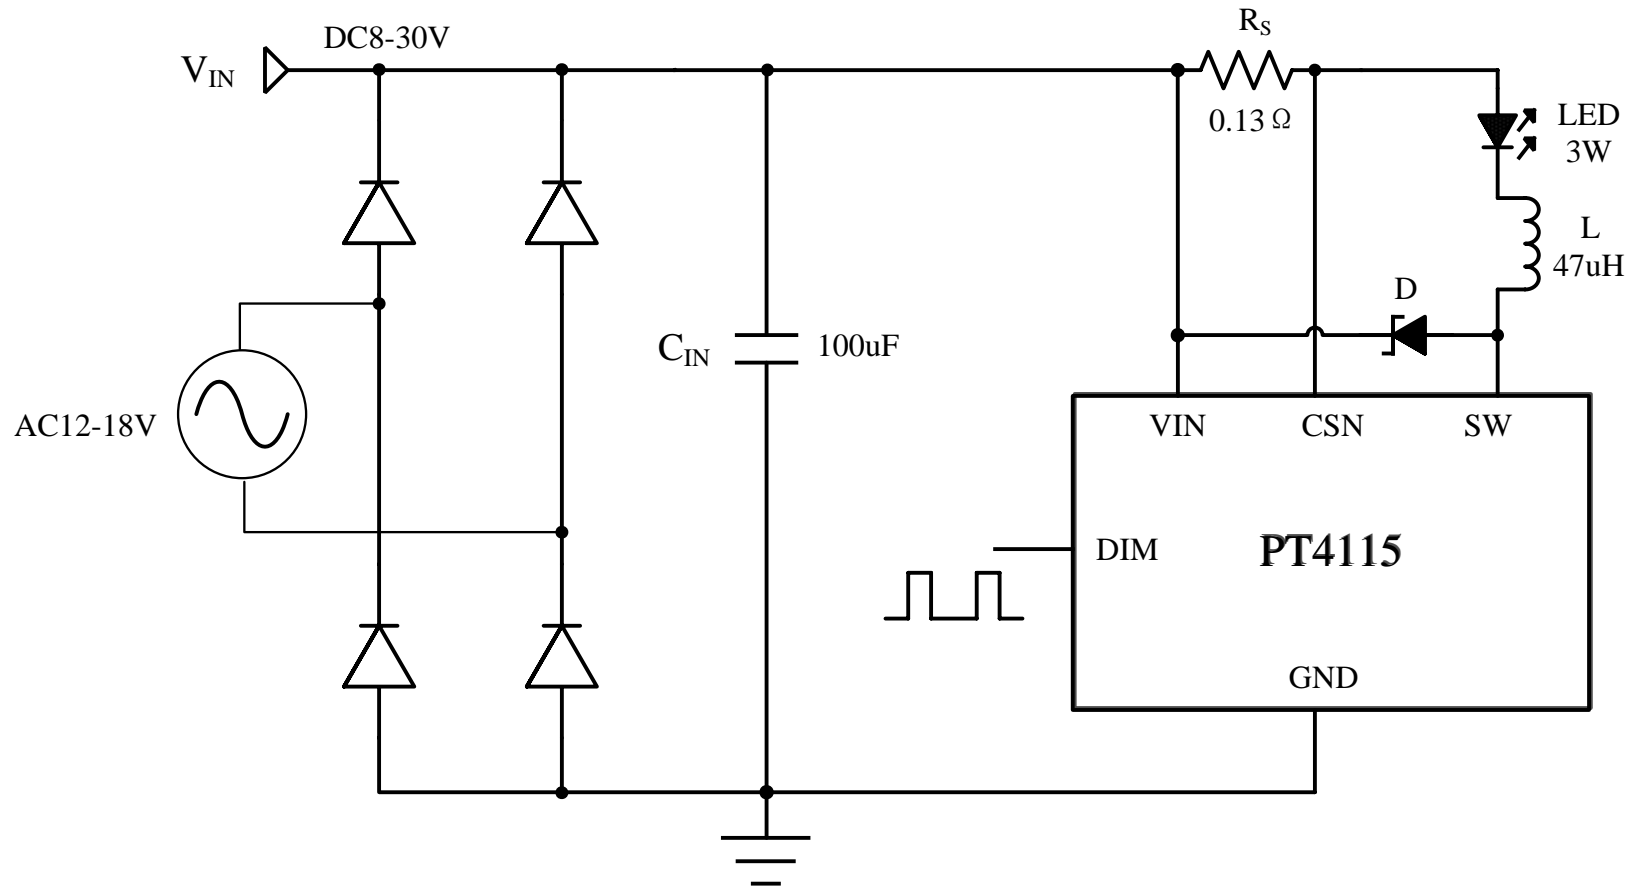 DC8-30V
V_IN
R_S
0.13 Ω
LED
3W
L
47uH
D
C_IN
100uF
AC12-18V
VIN
CSN
SW
DIM
PT4115
GND